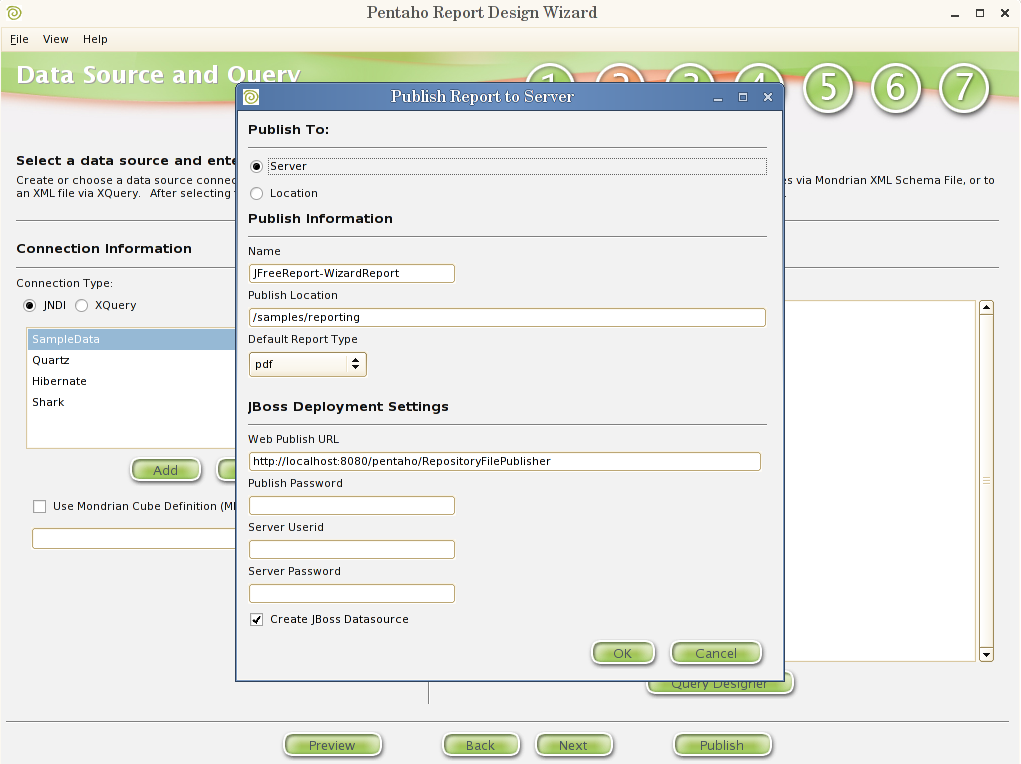 Pentaho Report Design Wizard
File View Help
Data Source and Query
1 2 3 4 5 6 7
Publish Report to Server
Publish To:
Server
Location
Publish Information
Name
JFreeReport-WizardReport
Publish Location
/samples/reporting
Default Report Type
pdf
JBoss Deployment Settings
Web Publish URL
http://localhost:8080/pentaho/RepositoryFilePublisher
Publish Password
Server Userid
Server Password
Create JBoss Datasource
OK Cancel
Select a data source and ente
Create or choose a data source connec
s via Mondrian XML Schema File, or to
an XML file via XQuery. After selecting
Connection Information
Connection Type:
JNDI XQuery
SampleData
Quartz
Hibernate
Shark
Add
Use Mondrian Cube Definition (M
Query Designer
Preview Back Next Publish